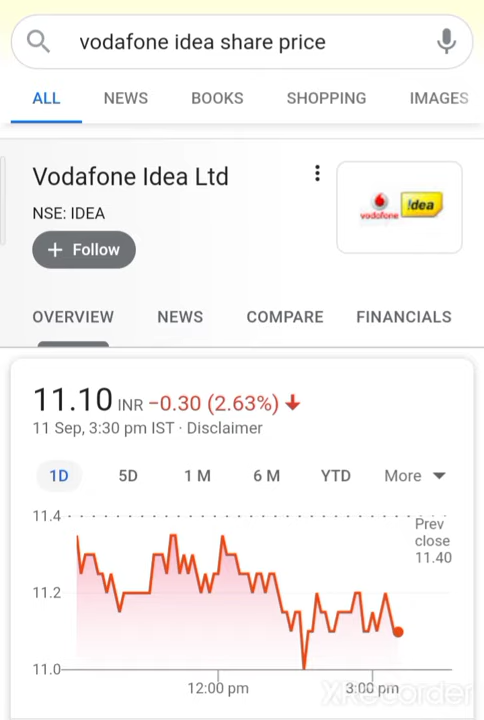 vodafone idea share price
ALL NEWS BOOKS SHOPPING IMAGES
Vodafone Idea Ltd
NSE: IDEA
+ Follow
vodafone !dea
OVERVIEW NEWS COMPARE FINANCIALS
11.10 INR −0.30 (2.63%)
11 Sep, 3:30 pm IST · Disclaimer
1D 5D 1 M 6 M YTD More
11.4
Prev
close
11.40
11.2
11.0
12:00 pm 3:00 pm
XRecorder